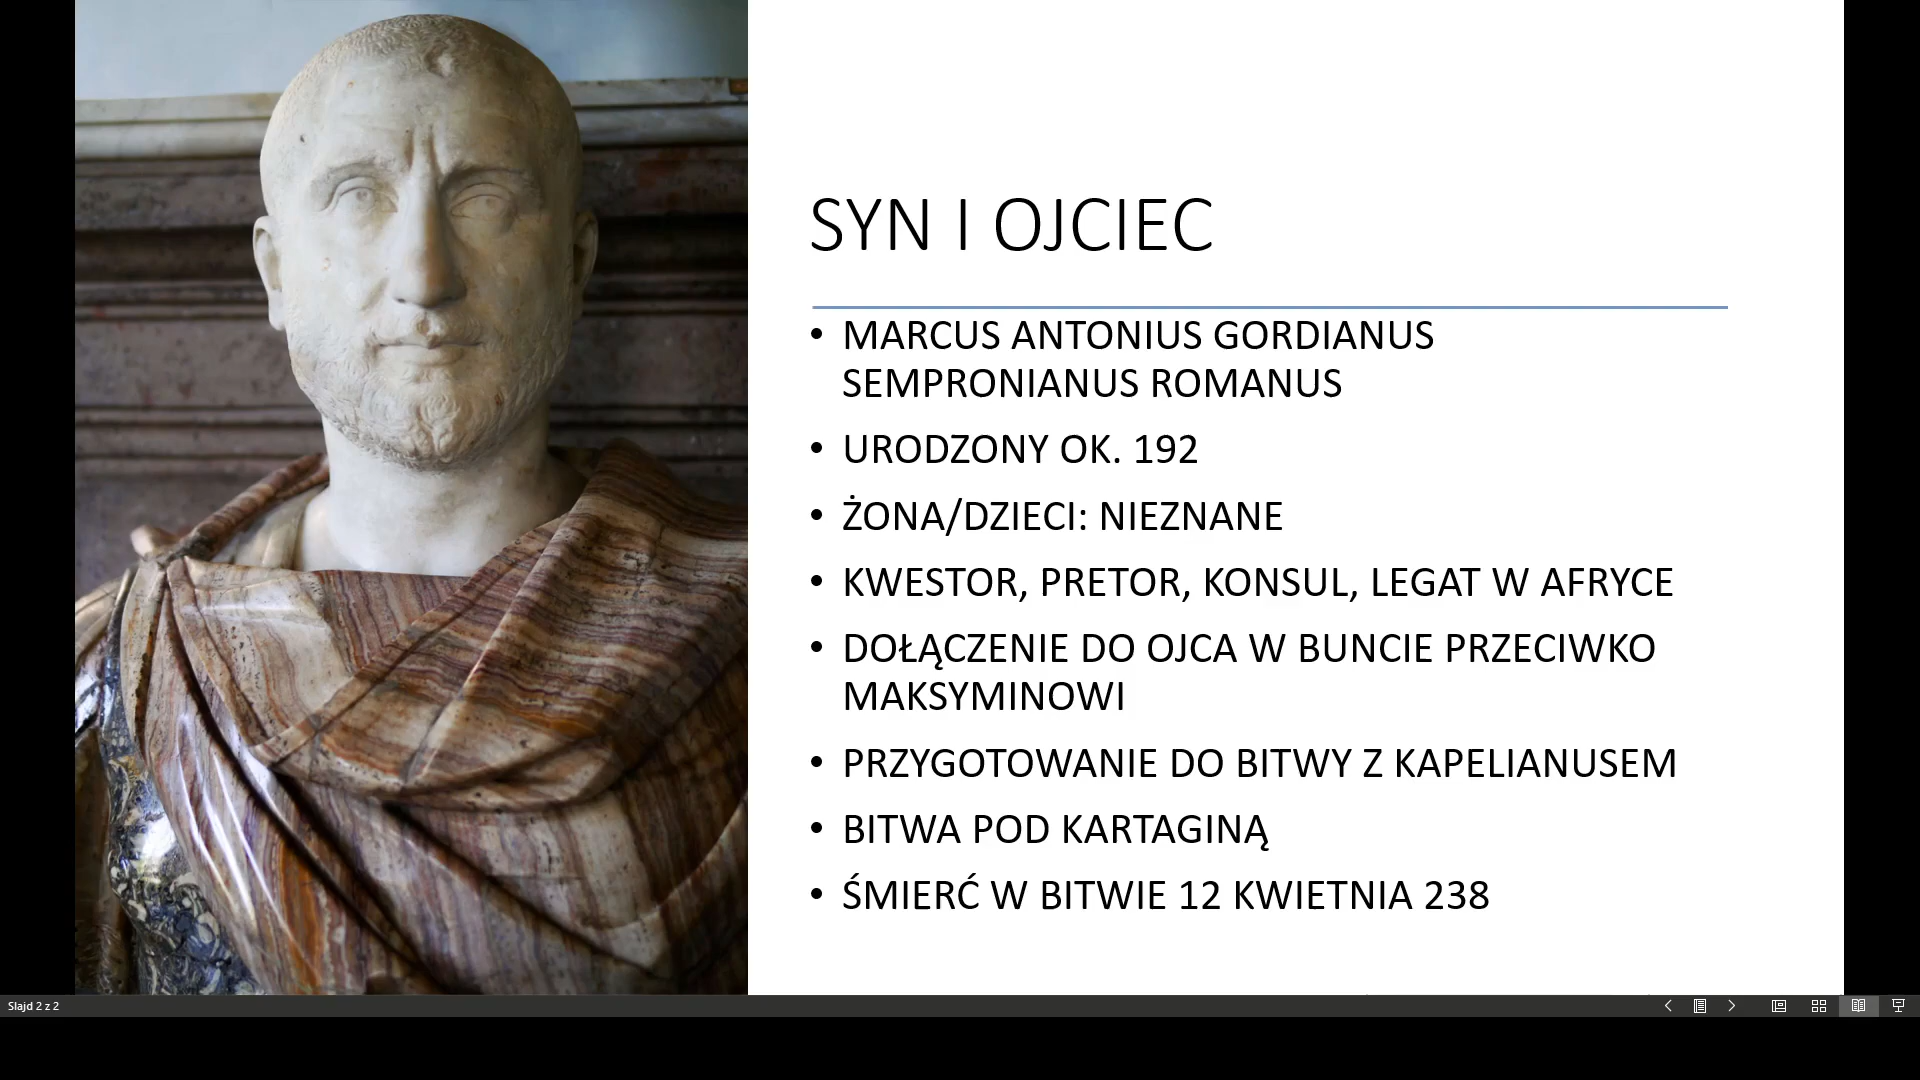 SYN I OJCIEC
• MARCUS ANTONIUS GORDIANUS
SEMPRONIANUS ROMANUS
• URODZONY OK. 192
• ŻONA/DZIECI: NIEZNANE
• KWESTOR, PRETOR, KONSUL, LEGAT W AFRYCE
• DOŁĄCZENIE DO OJCA W BUNCIE PRZECIWKO
MAKSYMINOWI
• PRZYGOTOWANIE DO BITWY Z KAPELIANUSEM
• BITWA POD KARTAGINĄ
• ŚMIERĆ W BITWIE 12 KWIETNIA 238
Slajd 2 z 2